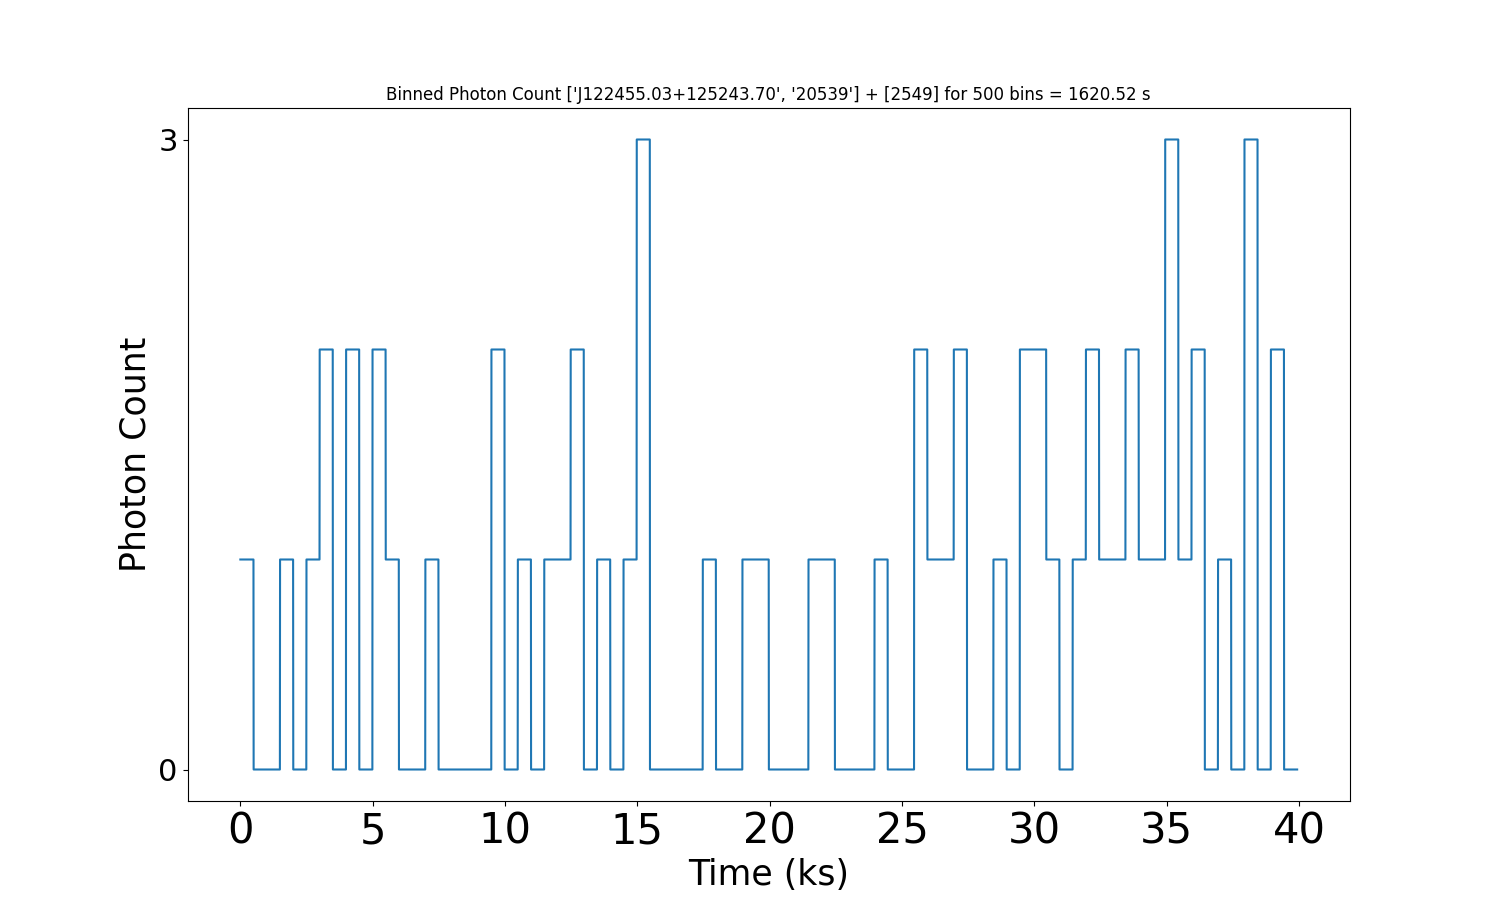 Binned Photon Count ['J122455.03+125243.70', '20539'] + [2549] for 500 bins = 1620.52 s
3
0
Photon Count
0 5 10 15 20 25 30 35 40
Time (ks)